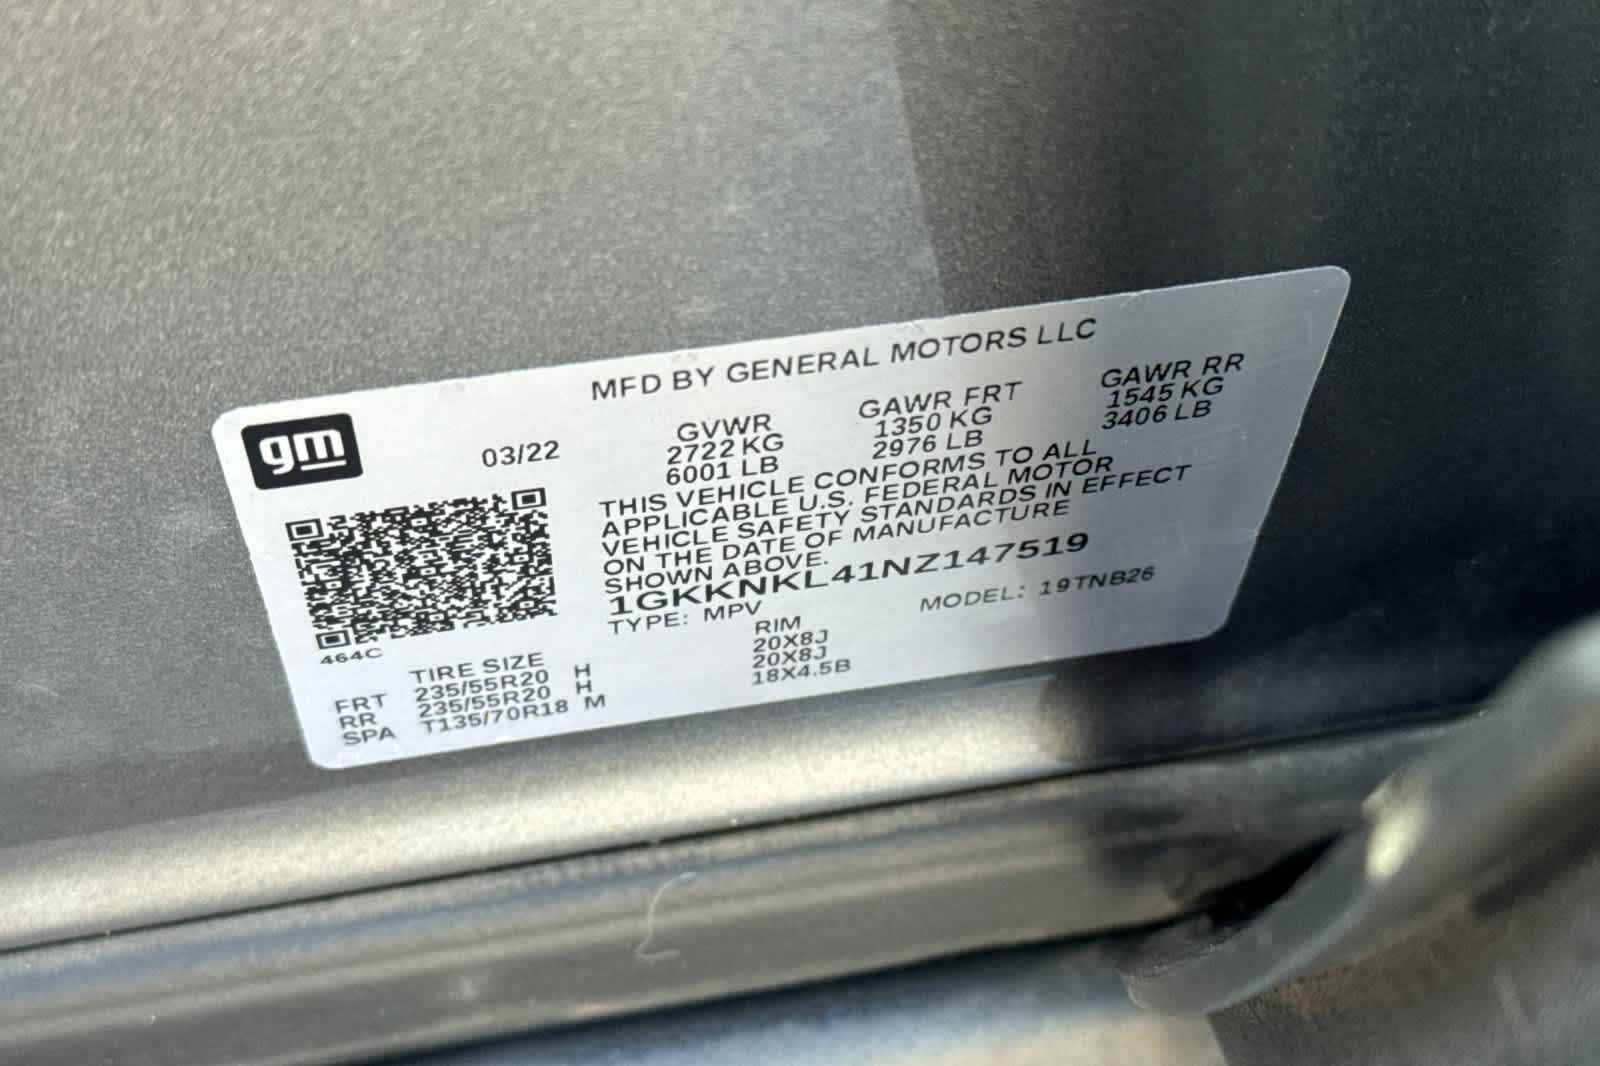 MFD BY GENERAL MOTORS LLC
gm
03/22
GVWR
2722 KG
6001 LB
GAWR FRT
1350 KG
2976 LB
GAWR RR
1545 KG
3406 LB
THIS VEHICLE CONFORMS TO ALL
APPLICABLE U.S. FEDERAL MOTOR
VEHICLE SAFETY STANDARDS IN EFFECT
ON THE DATE OF MANUFACTURE
SHOWN ABOVE.
1GKKNKL41NZ147519
TYPE: MPV MODEL: 19TNB26
464C
TIRE SIZE RIM
FRT 235/55R20 H 20X8J
RR 235/55R20 H 20X8J
SPA T135/70R18 M 18X4.5B